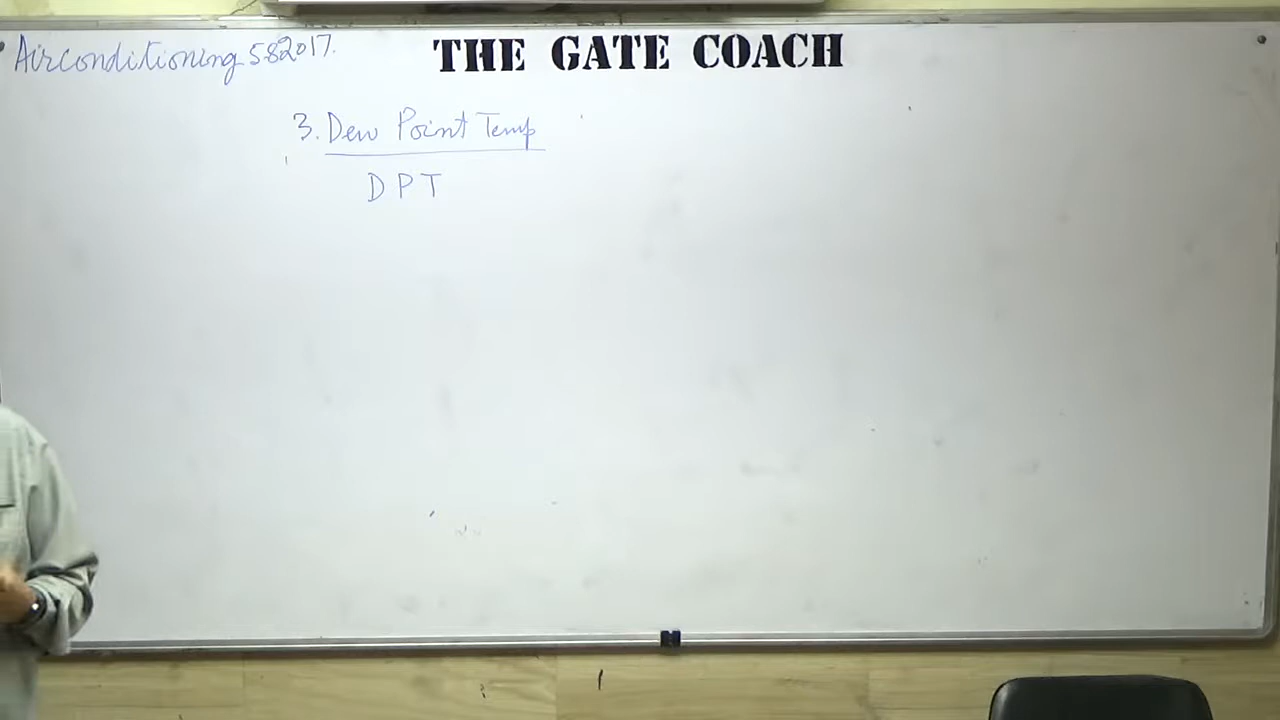 Airconditioning 582017.
THE GATE COACH
3. Dew Point Temp
DPT